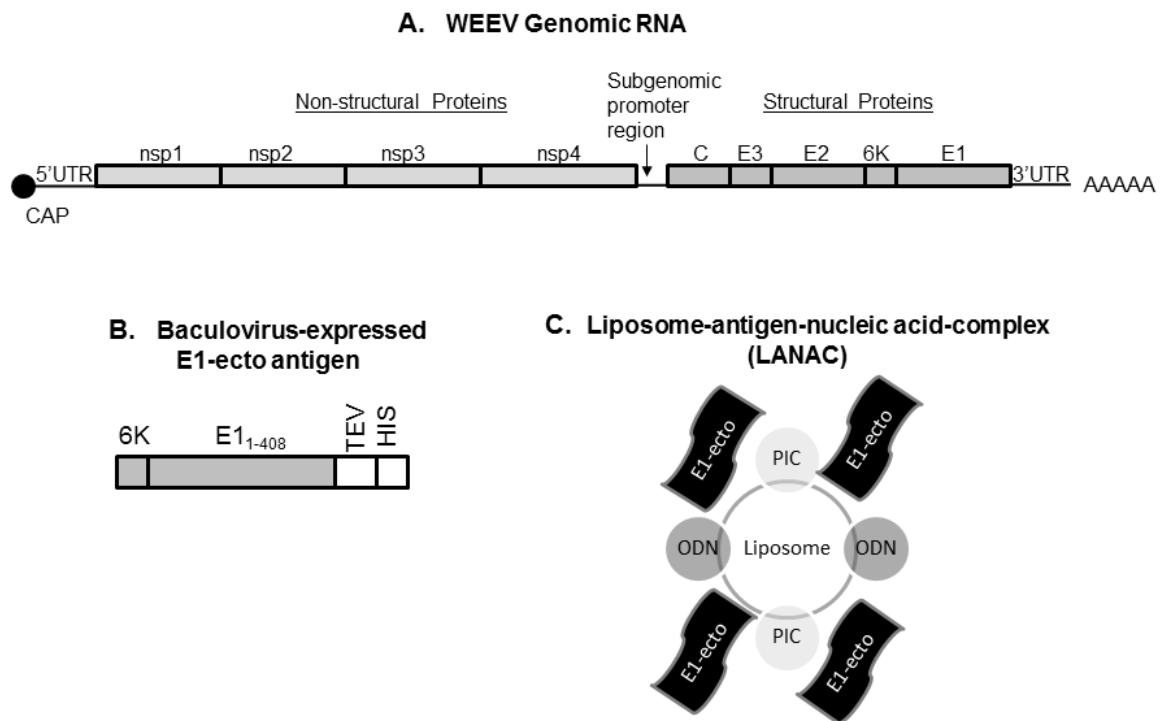 A. WEEV Genomic RNA
Non-structural Proteins
Subgenomic
promoter
region
Structural Proteins
5'UTR
nsp1
nsp2
nsp3
nsp4
C
E3
E2
6K
E1
3'UTR
AAAAA
CAP
B. Baculovirus-expressed
E1-ecto antigen
6K
E1₁₋₄₀₈
TEV
HIS
C. Liposome-antigen-nucleic acid-complex
(LANAC)
E1-ecto
PIC
E1-ecto
ODN
Liposome
ODN
E1-ecto
PIC
E1-ecto